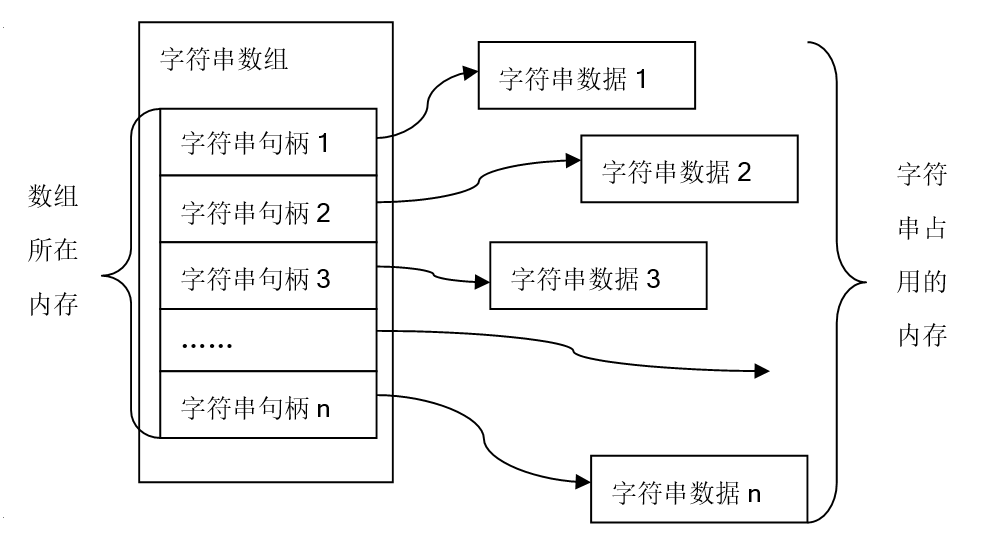 字符串数组
字符串句柄 1
字符串句柄 2
字符串句柄 3
……
字符串句柄 n
数组
所在
内存
字符串数据 1
字符串数据 2
字符串数据 3
字符串数据 n
字符
串占
用的
内存